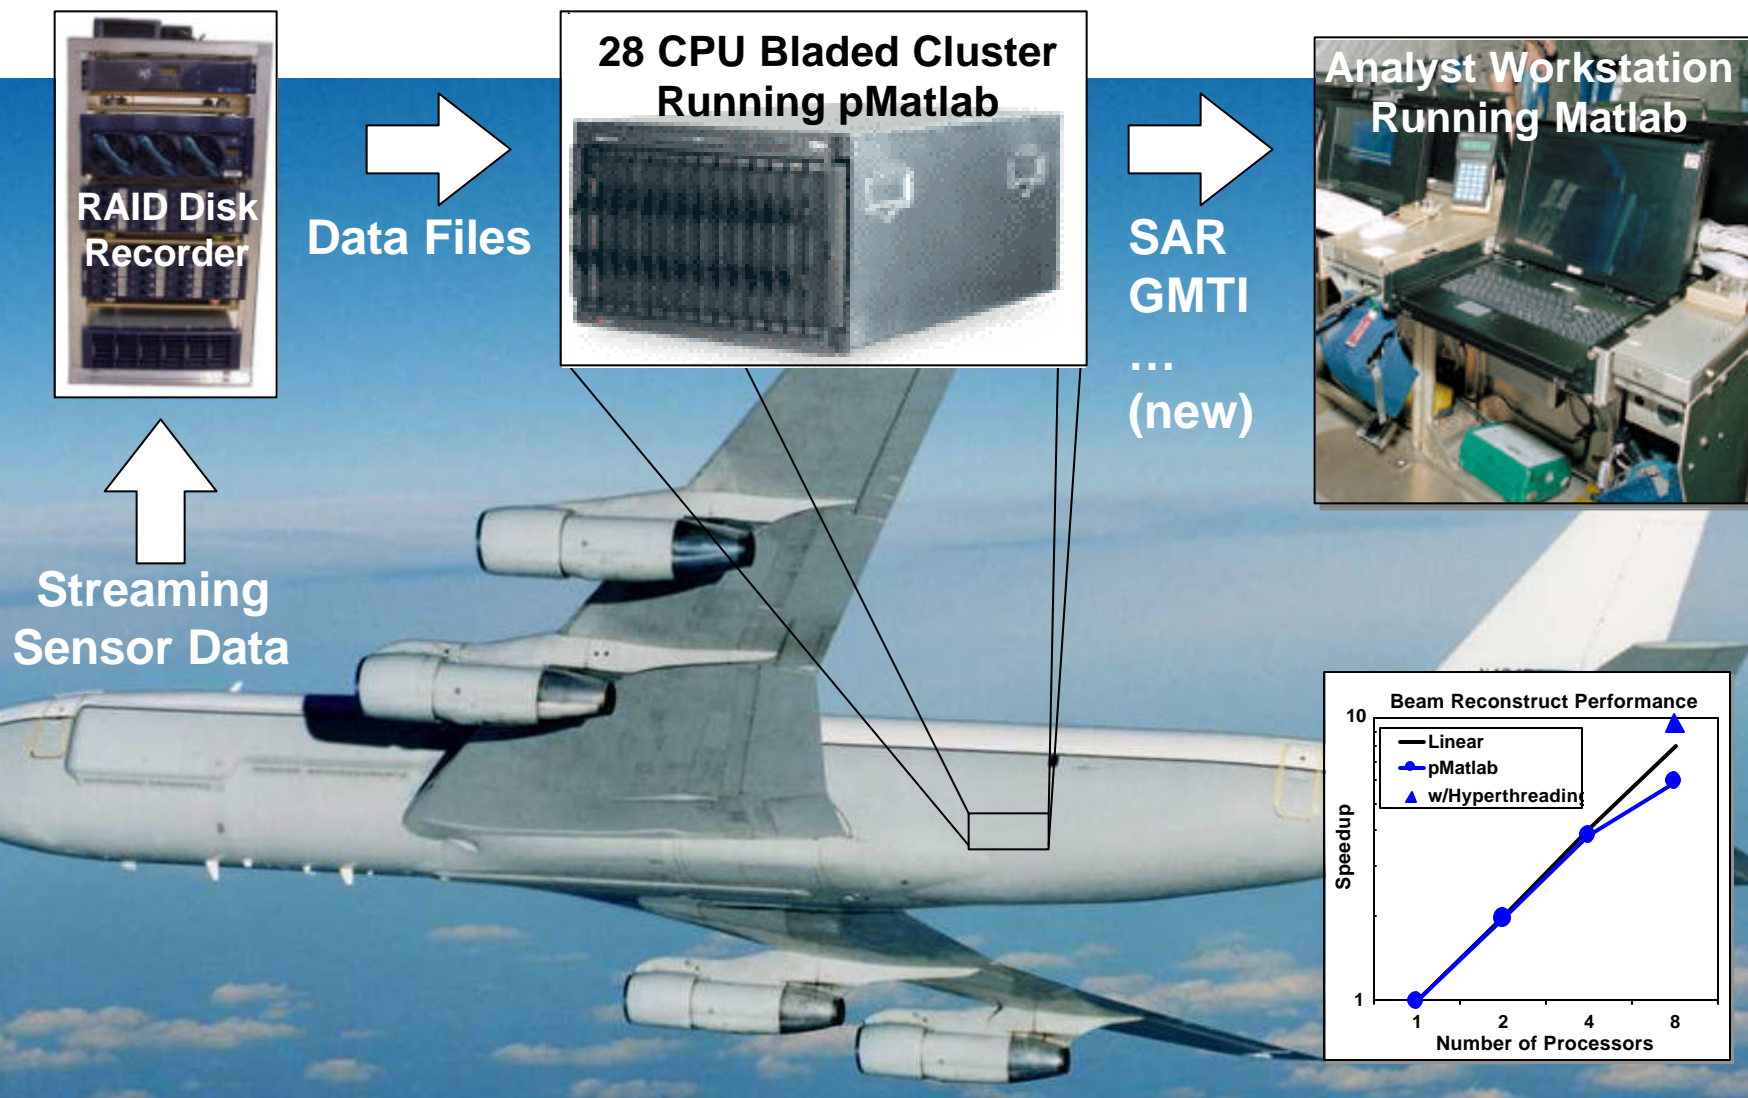 RAID Disk
Recorder
Data Files
28 CPU Bladed Cluster
Running pMatlab
SAR
GMTI
...
(new)
Analyst Workstation
Running Matlab
Streaming
Sensor Data
Beam Reconstruct Performance
10
Linear
pMatlab
w/Hyperthreading
Speedup
1
1 2 4 8
Number of Processors